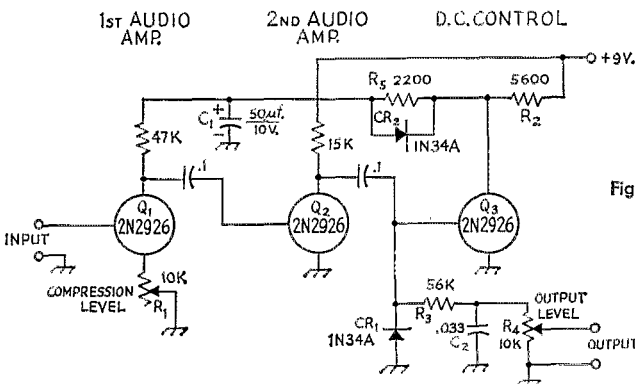 1ST AUDIO
AMP.
2ND AUDIO
AMP.
D.C. CONTROL
+9V.
R5 2200
5600
R2
CR2
1N34A
C1
+
50µf.
10V.
-
47K
15K
.1
.1
Fig
Q1
2N2926
Q2
2N2926
Q3
2N2926
INPUT
10K
COMPRESSION
LEVEL
R1
56K
R3
OUTPUT
LEVEL
CR1
1N34A
.033
C2
R4
10K
OUTPUT